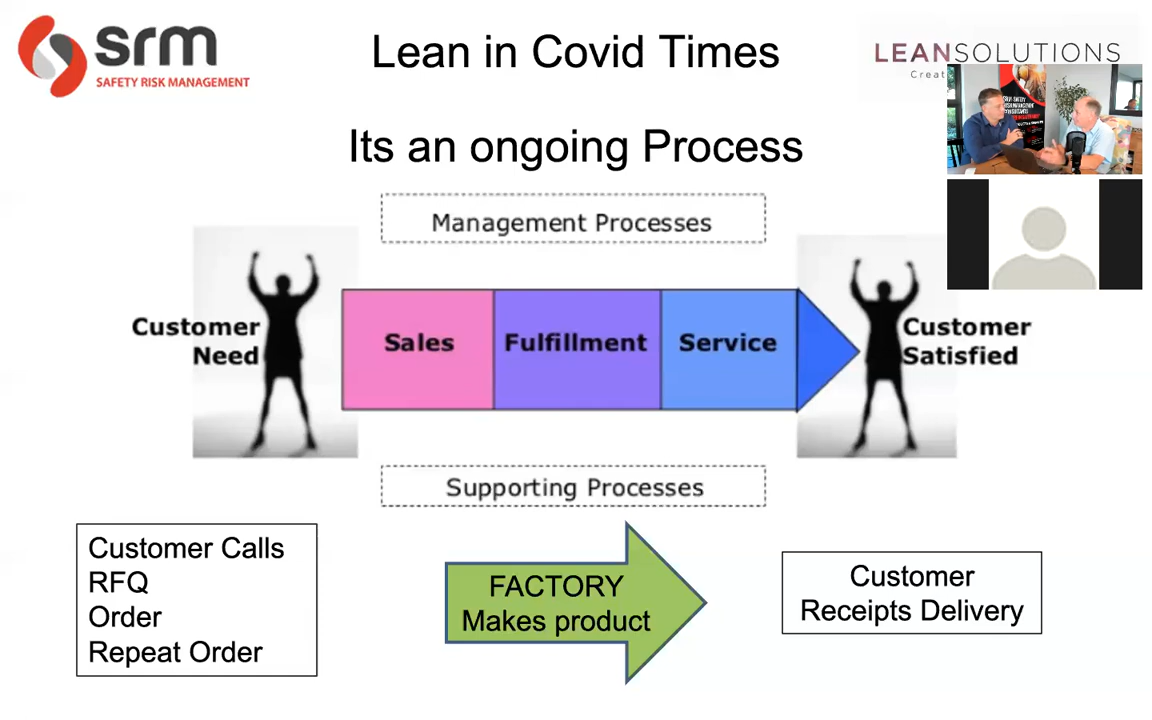 srm
SAFETY RISK MANAGEMENT
Lean in Covid Times
LEANSOLUTIONS
Creat
Its an ongoing Process
Management Processes
Customer
Need
Sales
Fulfillment
Service
Customer
Satisfied
Supporting Processes
Customer Calls
RFQ
Order
Repeat Order
FACTORY
Makes product
Customer
Receipts Delivery